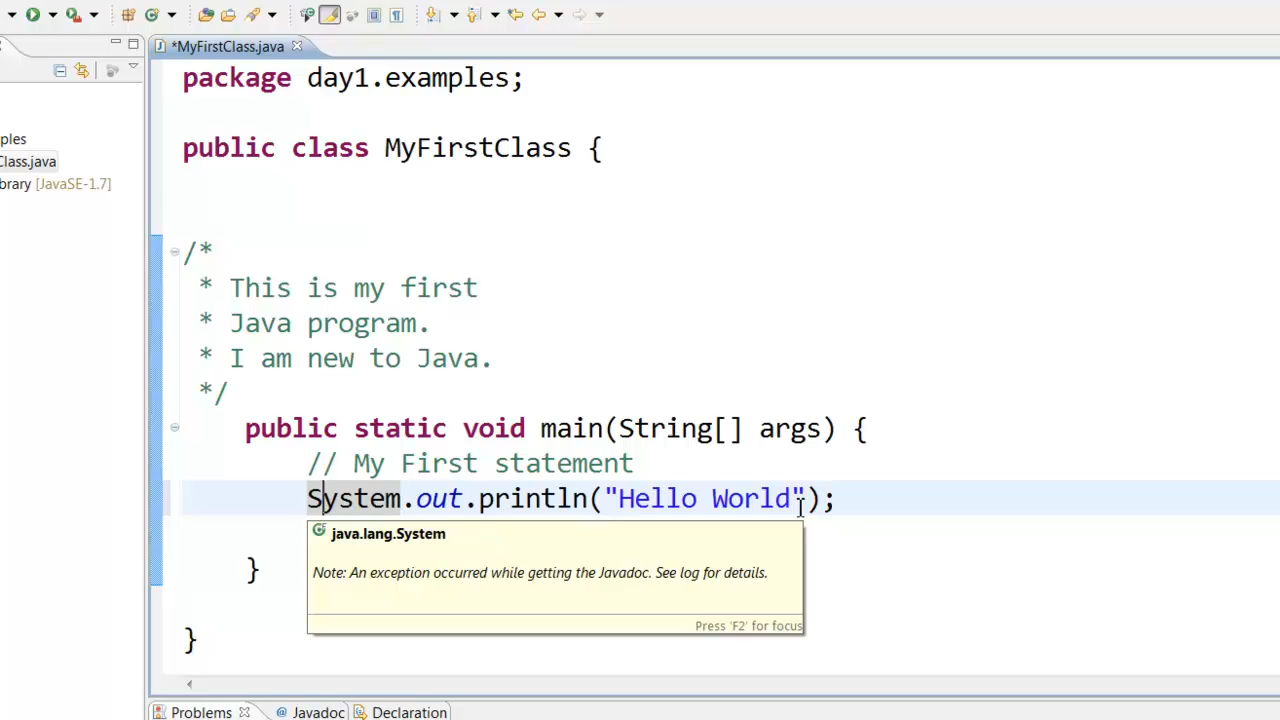 *MyFirstClass.java
package day1.examples;
ples
public class MyFirstClass {
Class.java
brary [JavaSE-1.7]
/*
* This is my first
* Java program.
* I am new to Java.
*/
public static void main(String[] args) {
// My First statement
System.out.println("Hello World");
java.lang.System
Note: An exception occurred while getting the Javadoc. See log for details.
}
Press 'F2' for focus
}
Problems
@ Javadoc
Declaration